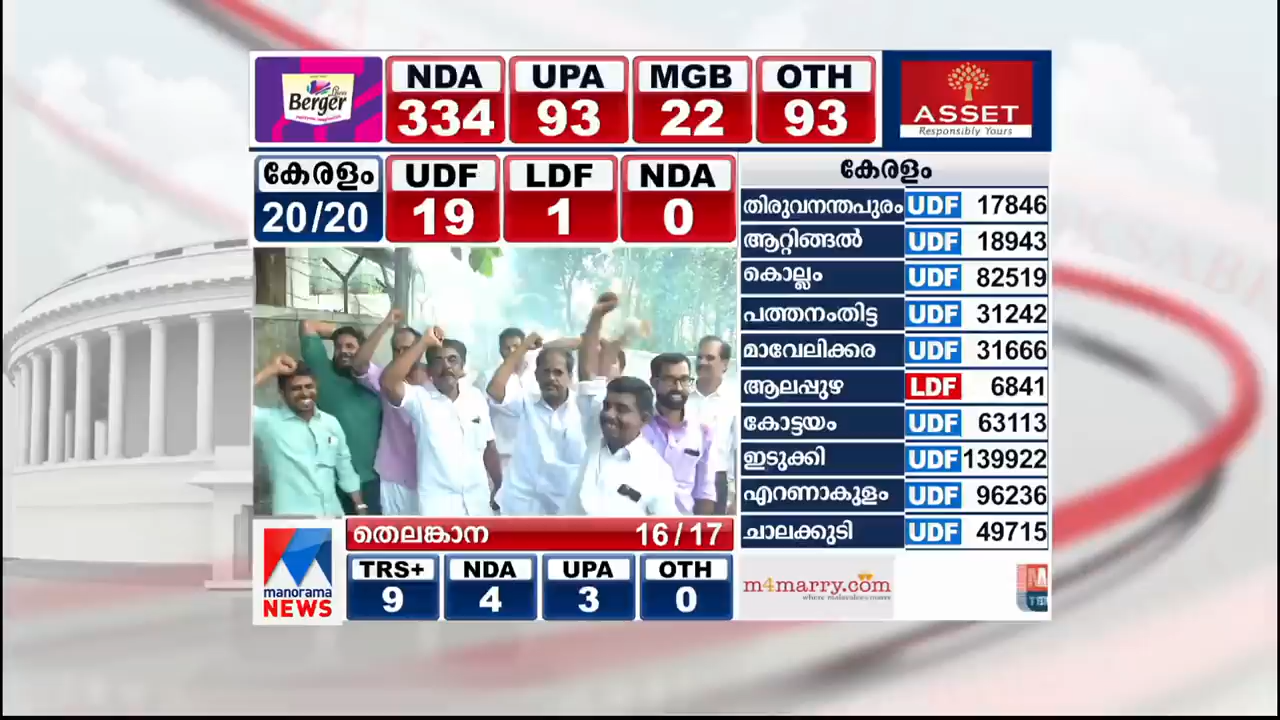 Berger
NDA UPA MGB OTH
334 93 22 93
ASSET
Responsibly Yours
കേരളം UDF LDF NDA
20/20 19 1 0
കേരളം
തിരുവനന്തപുരം UDF 17846
ആറ്റിങ്ങൽ UDF 18943
കൊല്ലം UDF 82519
പത്തനംതിട്ട UDF 31242
മാവേലിക്കര UDF 31666
ആലപ്പുഴ LDF 6841
കോട്ടയം UDF 63113
ഇടുക്കി UDF 139922
എറണാകുളം UDF 96236
ചാലക്കുടി UDF 49715
manorama
NEWS
തെലങ്കാന 16/17
TRS+ NDA UPA OTH
9 4 3 0
m4marry.com
where malayalees marry